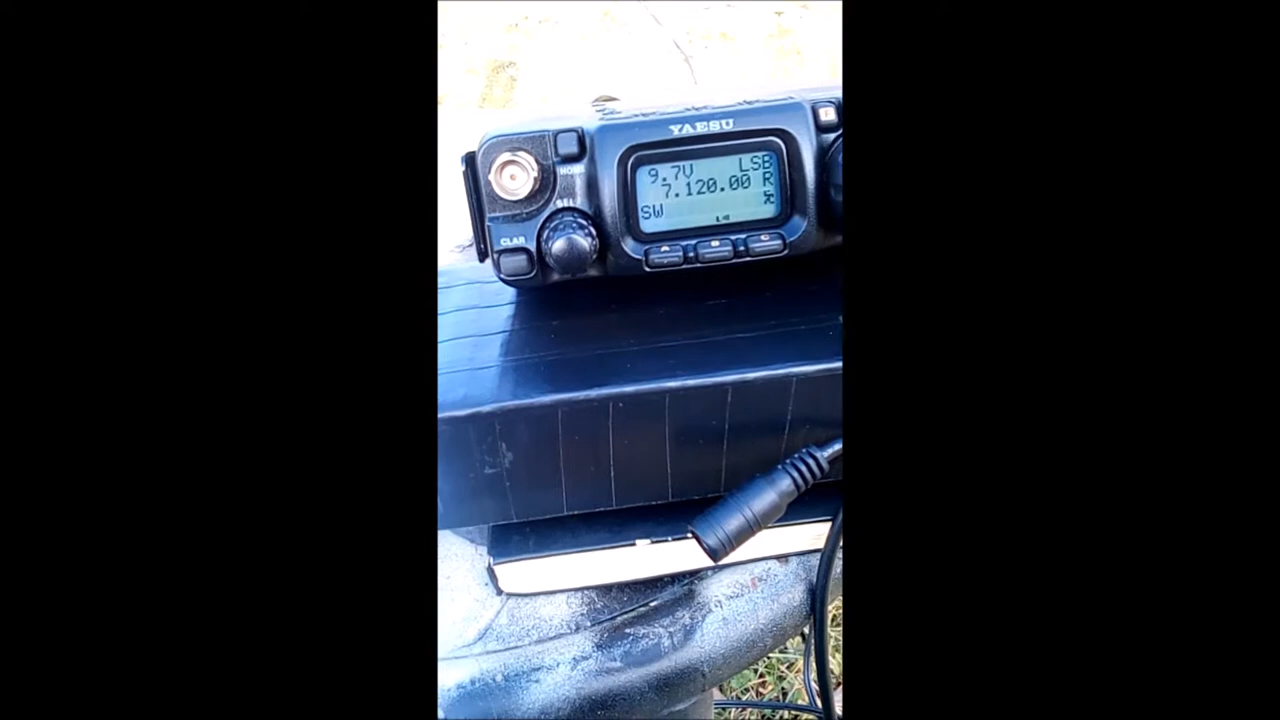 YAESU
F
HOME
9.7V LSB
7.120.00 R
SW
SEL
CLAR
A B C